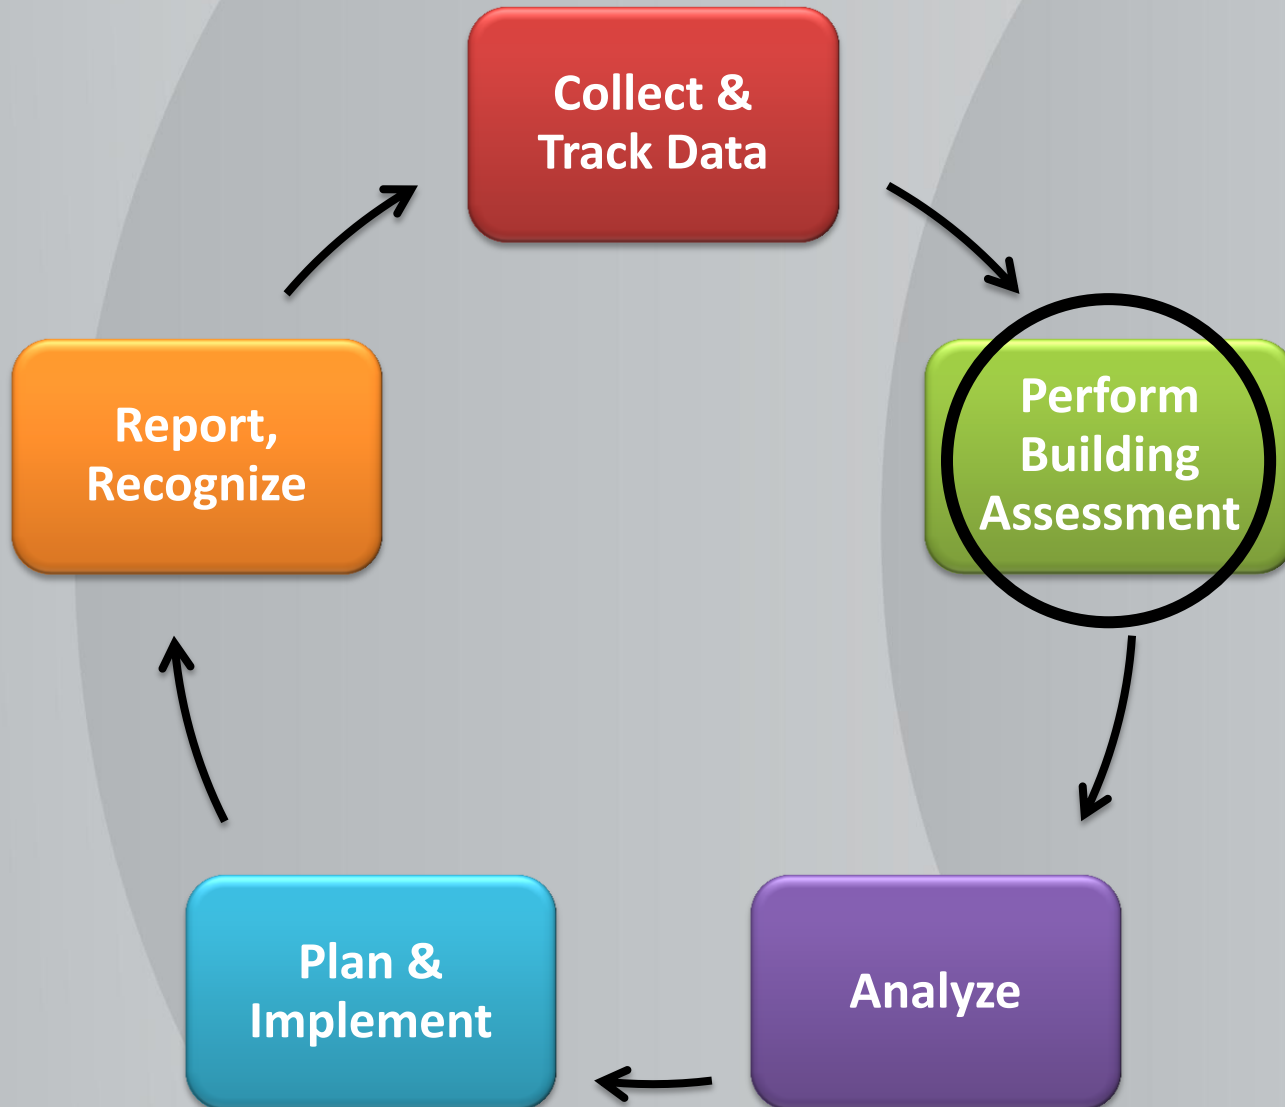 Collect &
Track Data
Perform
Building
Assessment
Analyze
Plan &
Implement
Report,
Recognize